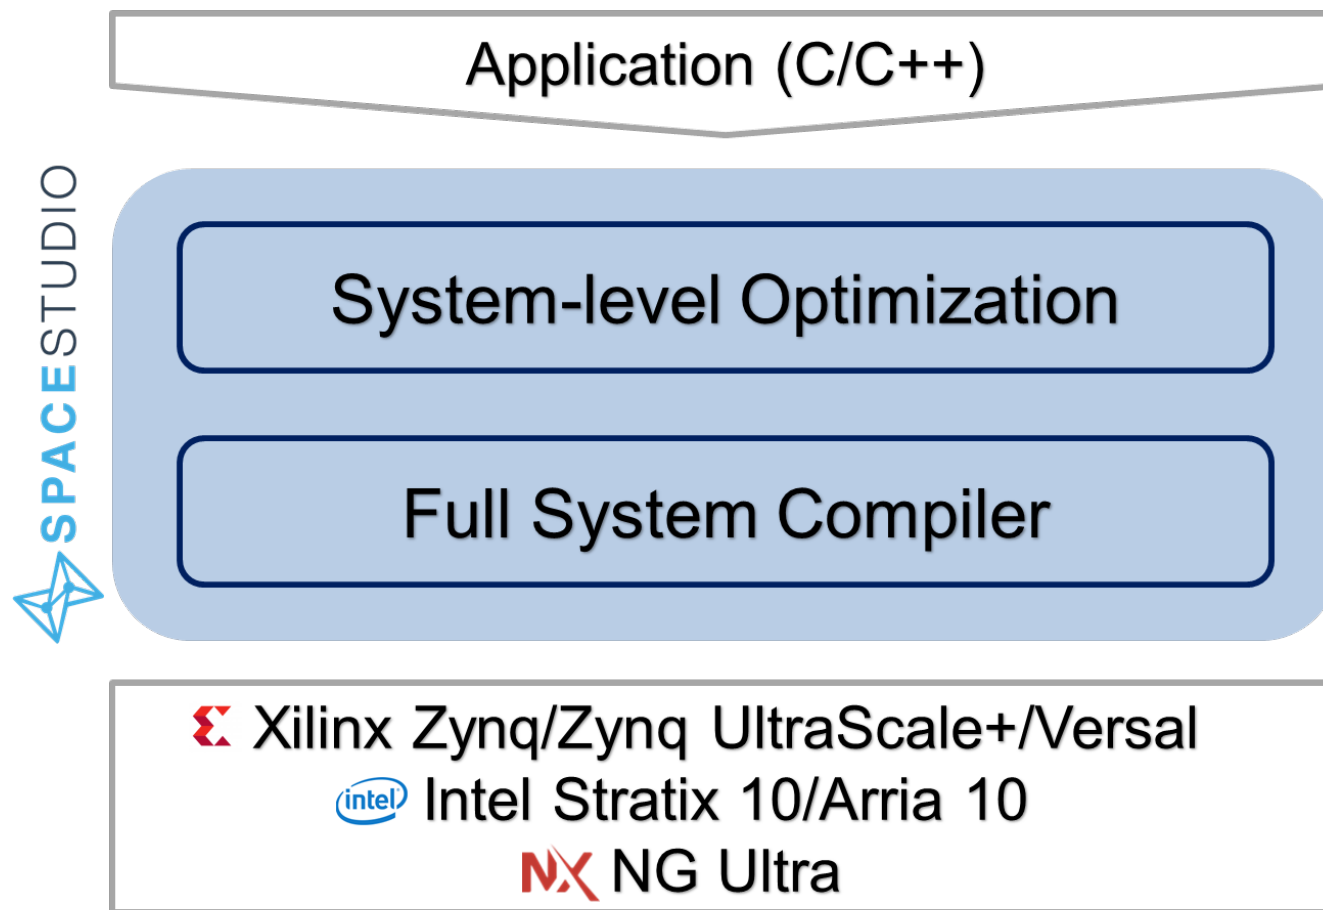 Application (C/C++)
SPACESTUDIO
System-level Optimization
Full System Compiler
Xilinx Zynq/Zynq UltraScale+/Versal
intel Intel Stratix 10/Arria 10
NX NG Ultra